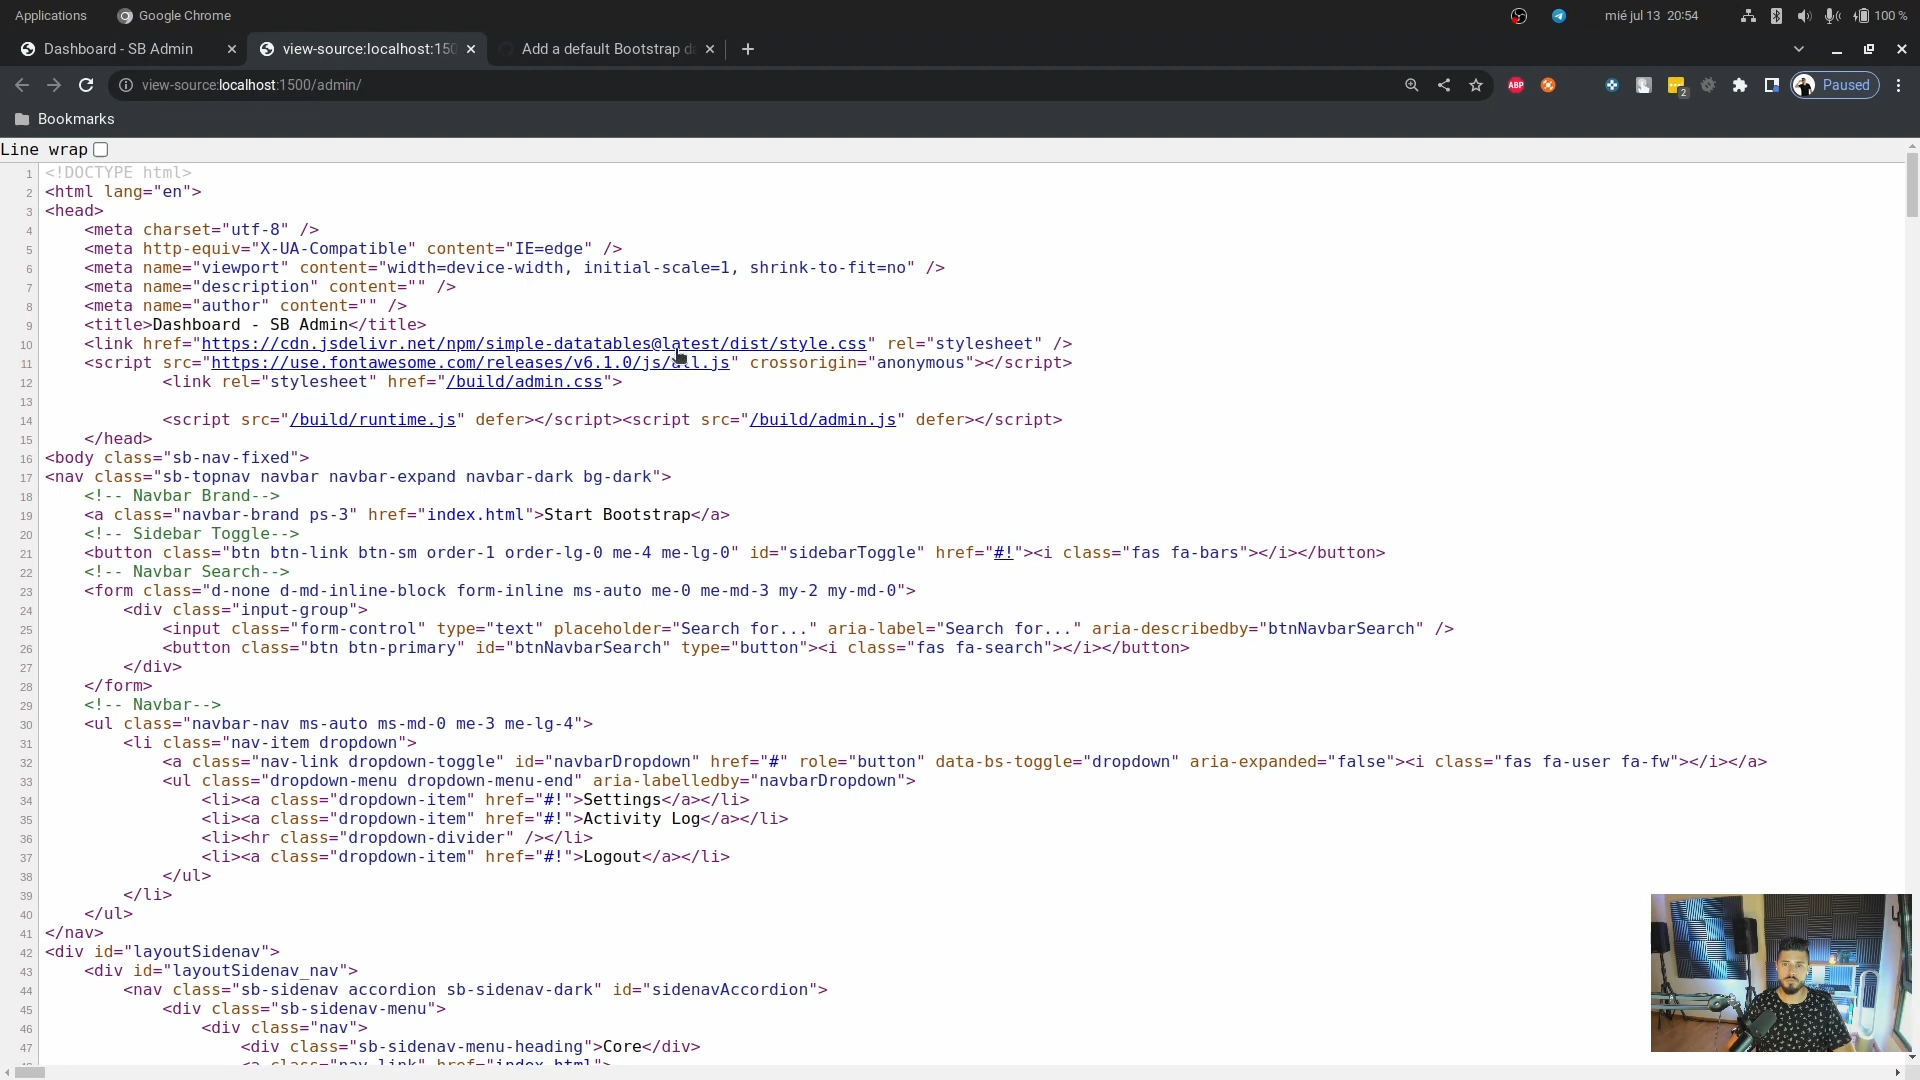 Applications Google Chrome mié jul 13 20:54 100 %
Dashboard - SB Admin view-source:localhost:150 Add a default Bootstrap da
view-source:localhost:1500/admin/ ABP 2 Paused
Bookmarks
Line wrap
1 <!DOCTYPE html>
2 <html lang="en">
3 <head>
4 <meta charset="utf-8" />
5 <meta http-equiv="X-UA-Compatible" content="IE=edge" />
6 <meta name="viewport" content="width=device-width, initial-scale=1, shrink-to-fit=no" />
7 <meta name="description" content="" />
8 <meta name="author" content="" />
9 <title>Dashboard - SB Admin</title>
10 <link href="https://cdn.jsdelivr.net/npm/simple-datatables@latest/dist/style.css" rel="stylesheet" />
11 <script src="https://use.fontawesome.com/releases/v6.1.0/js/all.js" crossorigin="anonymous"></script>
12 <link rel="stylesheet" href="/build/admin.css">
13
14 <script src="/build/runtime.js" defer></script><script src="/build/admin.js" defer></script>
15 </head>
16 <body class="sb-nav-fixed">
17 <nav class="sb-topnav navbar navbar-expand navbar-dark bg-dark">
18 <!-- Navbar Brand-->
19 <a class="navbar-brand ps-3" href="index.html">Start Bootstrap</a>
20 <!-- Sidebar Toggle-->
21 <button class="btn btn-link btn-sm order-1 order-lg-0 me-4 me-lg-0" id="sidebarToggle" href="#!"><i class="fas fa-bars"></i></button>
22 <!-- Navbar Search-->
23 <form class="d-none d-md-inline-block form-inline ms-auto me-0 me-md-3 my-2 my-md-0">
24 <div class="input-group">
25 <input class="form-control" type="text" placeholder="Search for..." aria-label="Search for..." aria-describedby="btnNavbarSearch" />
26 <button class="btn btn-primary" id="btnNavbarSearch" type="button"><i class="fas fa-search"></i></button>
27 </div>
28 </form>
29 <!-- Navbar-->
30 <ul class="navbar-nav ms-auto ms-md-0 me-3 me-lg-4">
31 <li class="nav-item dropdown">
32 <a class="nav-link dropdown-toggle" id="navbarDropdown" href="#" role="button" data-bs-toggle="dropdown" aria-expanded="false"><i class="fas fa-user fa-fw"></i></a>
33 <ul class="dropdown-menu dropdown-menu-end" aria-labelledby="navbarDropdown">
34 <li><a class="dropdown-item" href="#!">Settings</a></li>
35 <li><a class="dropdown-item" href="#!">Activity Log</a></li>
36 <li><hr class="dropdown-divider" /></li>
37 <li><a class="dropdown-item" href="#!">Logout</a></li>
38 </ul>
39 </li>
40 </ul>
41 </nav>
42 <div id="layoutSidenav">
43 <div id="layoutSidenav_nav">
44 <nav class="sb-sidenav accordion sb-sidenav-dark" id="sidenavAccordion">
45 <div class="sb-sidenav-menu">
46 <div class="nav">
47 <div class="sb-sidenav-menu-heading">Core</div>
<a class="nav-link" href="index.html">